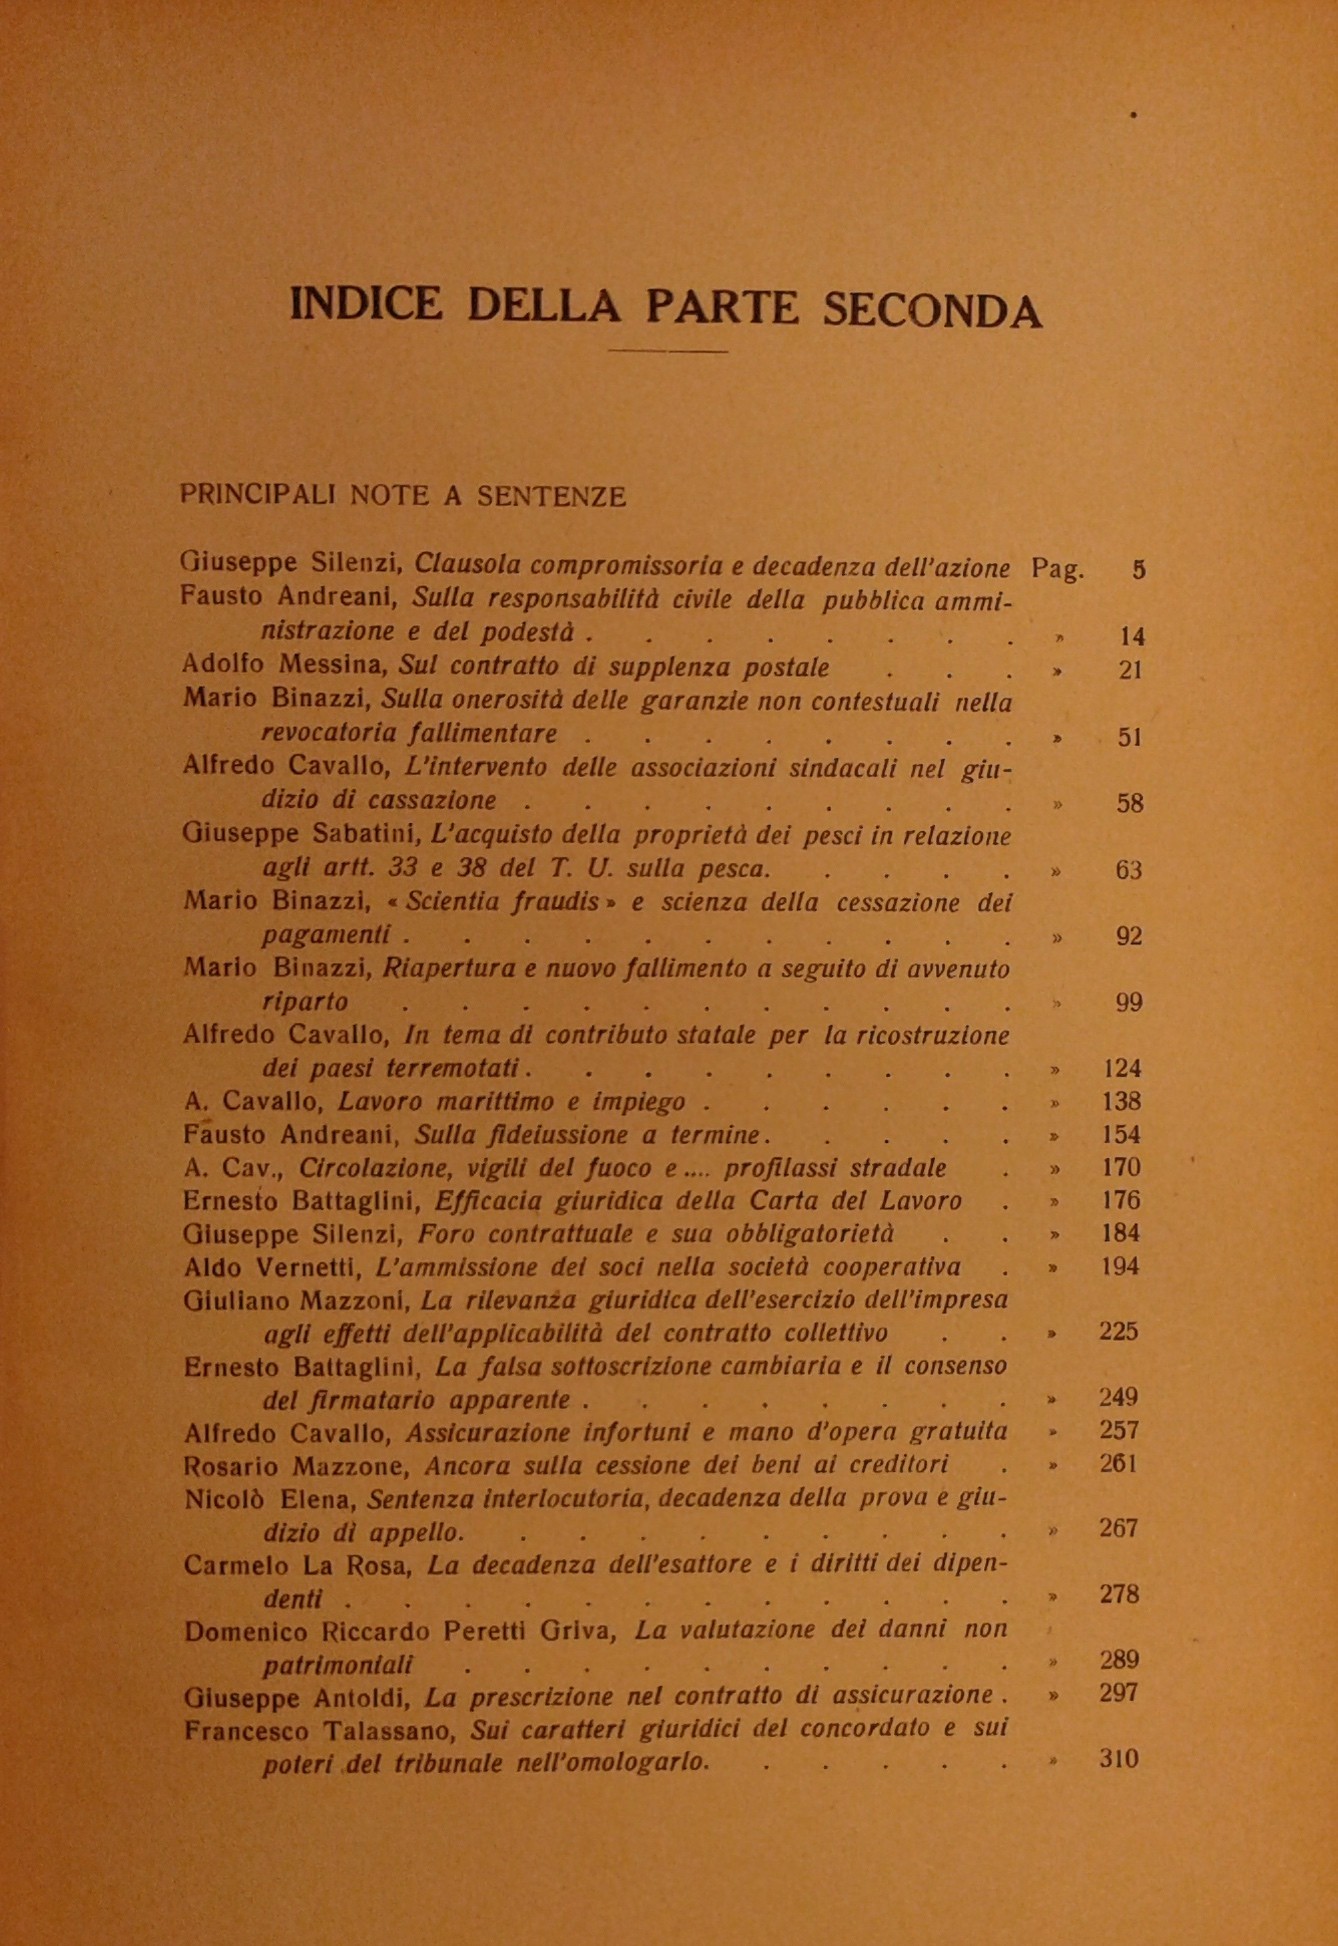 INDICE DELLA PARTE SECONDA
PRINCIPALI NOTE A SENTENZE
Giuseppe Silenzi, Clausola compromissoria e decadenza dell'azione Pag. 5
Fausto Andreani, Sulla responsabilità civile della pubblica ammi-
nistrazione e del podestà . . . . . . . . » 14
Adolfo Messina, Sul contratto di supplenza postale . . . » 21
Mario Binazzi, Sulla onerosità delle garanzie non contestuali nella
revocatoria fallimentare . . . . . . . . » 51
Alfredo Cavallo, L'intervento delle associazioni sindacali nel giu-
dizio di cassazione . . . . . . . . . » 58
Giuseppe Sabatini, L'acquisto della proprietà dei pesci in relazione
agli artt. 33 e 38 del T. U. sulla pesca. . . . . » 63
Mario Binazzi, « Scientia fraudis » e scienza della cessazione dei
pagamenti . . . . . . . . . . . » 92
Mario Binazzi, Riapertura e nuovo fallimento a seguito di avvenuto
riparto . . . . . . . . . . . » 99
Alfredo Cavallo, In tema di contributo statale per la ricostruzione
dei paesi terremotati . . . . . . . . . » 124
A. Cavallo, Lavoro marittimo e impiego . . . . . . » 138
Fausto Andreani, Sulla fideiussione a termine. . . . . » 154
A. Cav., Circolazione, vigili del fuoco e .... profilassi stradale . » 170
Ernesto Battaglini, Efficacia giuridica della Carta del Lavoro . » 176
Giuseppe Silenzi, Foro contrattuale e sua obbligatorietà . . » 184
Aldo Vernetti, L'ammissione dei soci nella società cooperativa . » 194
Giuliano Mazzoni, La rilevanza giuridica dell'esercizio dell'impresa
agli effetti dell'applicabilità del contratto collettivo . . » 225
Ernesto Battaglini, La falsa sottoscrizione cambiaria e il consenso
del firmatario apparente . . . . . . . . » 249
Alfredo Cavallo, Assicurazione infortuni e mano d'opera gratuita » 257
Rosario Mazzone, Ancora sulla cessione dei beni ai creditori . » 261
Nicolò Elena, Sentenza interlocutoria, decadenza della prova e giu-
dizio di appello. . . . . . . . . . » 267
Carmelo La Rosa, La decadenza dell'esattore e i diritti dei dipen-
denti . . . . . . . . . . . . » 278
Domenico Riccardo Peretti Griva, La valutazione dei danni non
patrimoniali . . . . . . . . . . » 289
Giuseppe Antoldi, La prescrizione nel contratto di assicurazione . » 297
Francesco Talassano, Sui caratteri giuridici del concordato e sui
poteri del tribunale nell'omologarlo. . . . . . » 310